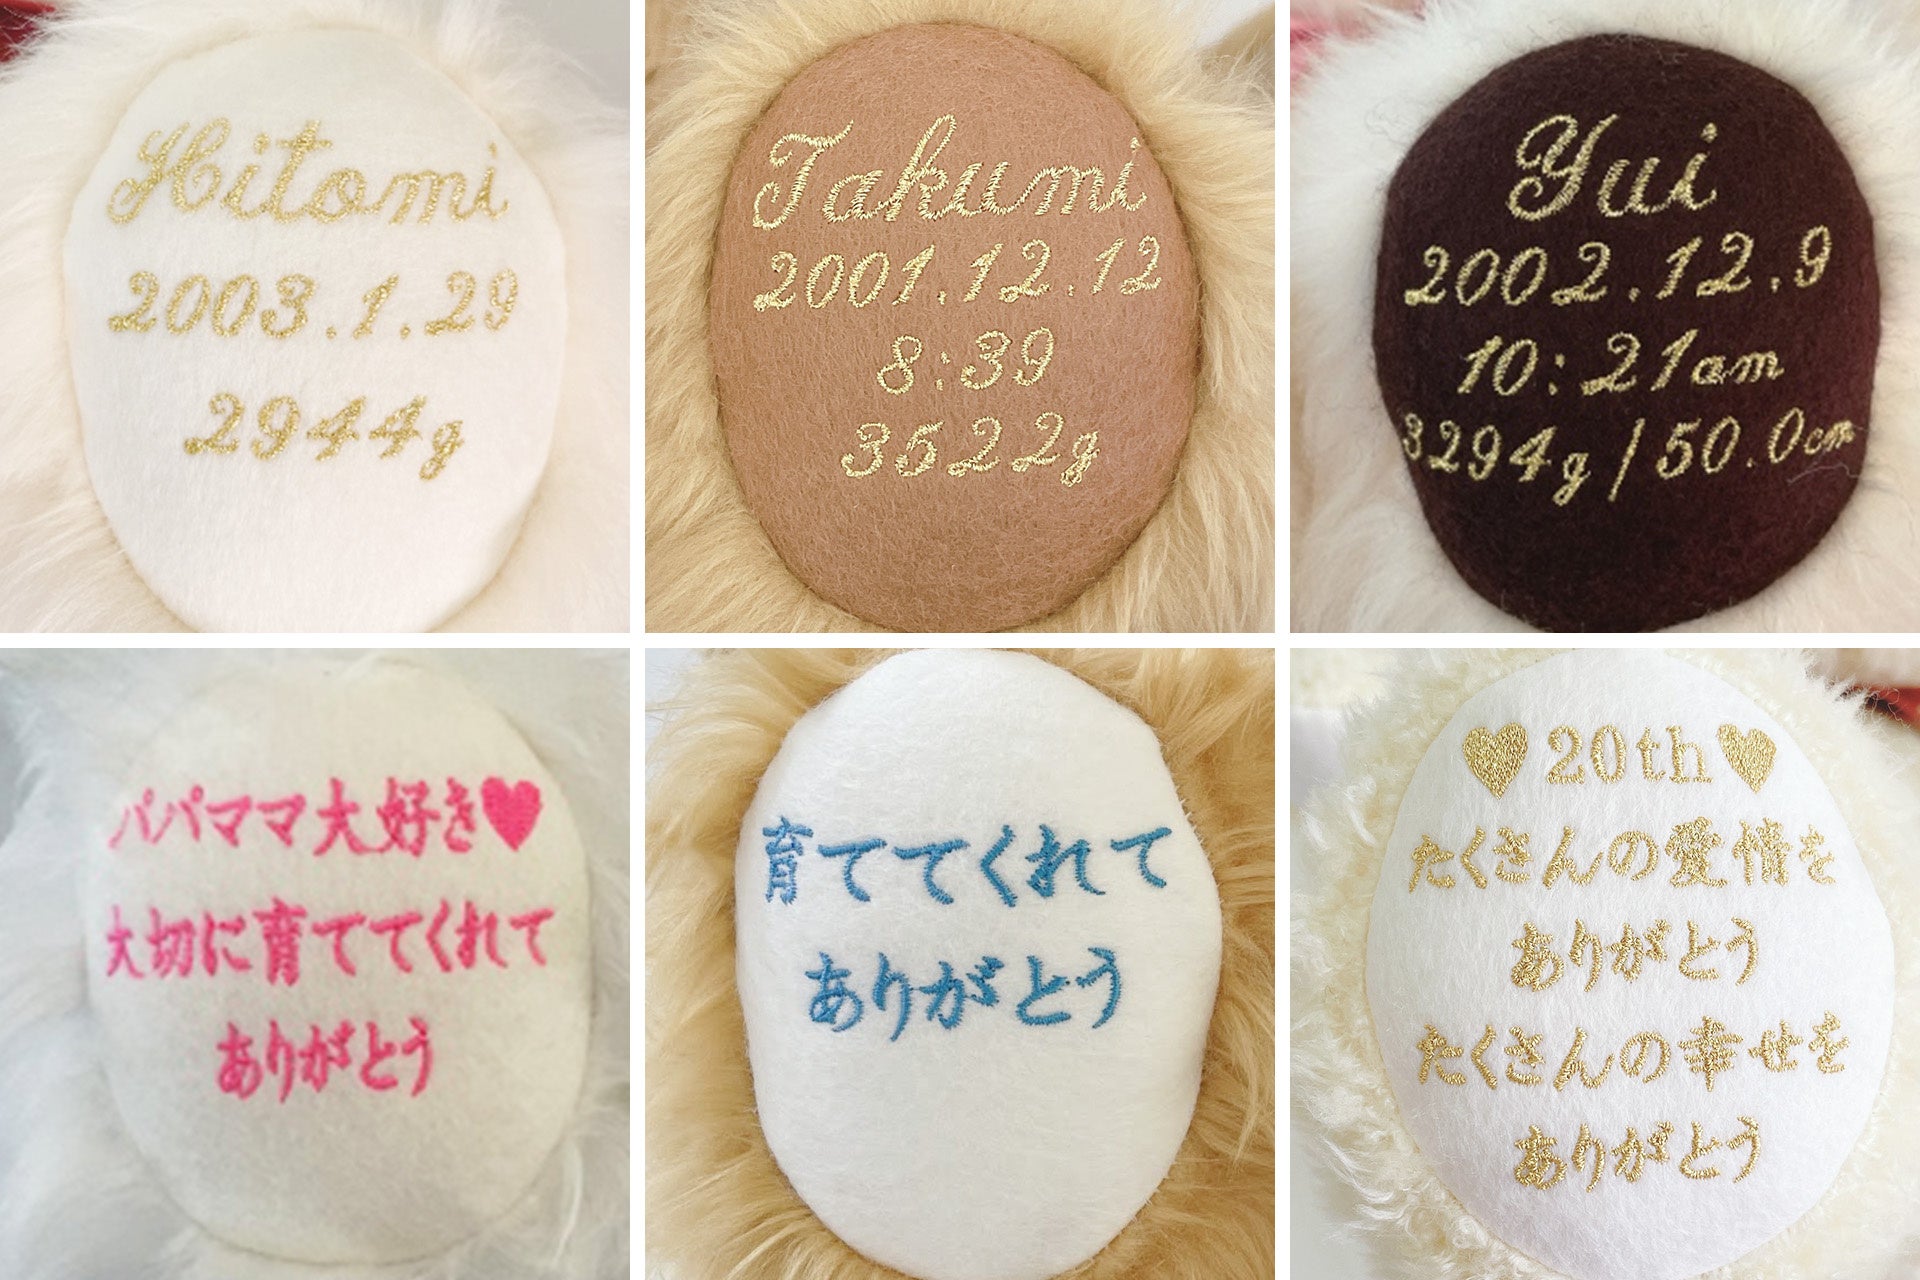 Hitomi
2003.1.29
2944g
Takumi
2001.12.12
8:39
3522g
Yui
2002.12.9
10:21am
3294g/50.0cm
パパママ大好き♥
大切に育ててくれて
ありがとう
育ててくれて
ありがとう
♥20th♥
たくさんの愛情を
ありがとう
たくさんの幸せを
ありがとう